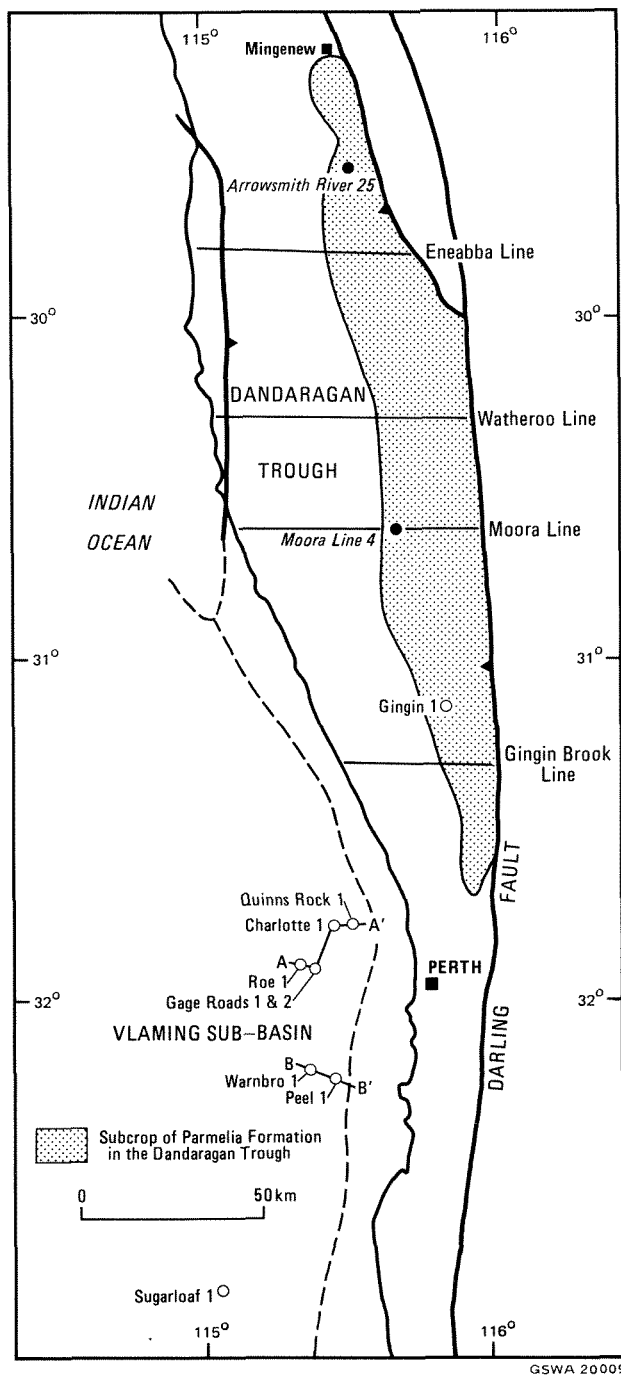 115°
116°
Mingenew
Arrowsmith River 25
Eneabba Line
30°
30°
DANDARAGAN
Watheroo Line
TROUGH
INDIAN
OCEAN
Moora Line 4
Moora Line
31°
31°
Gingin 1
Gingin Brook
Line
FAULT
Quinns Rock 1
Charlotte 1
A'
A
Roe 1
Gage Roads 1 & 2
PERTH
32°
32°
DARLING
VLAMING SUB-BASIN
B
Warnbro 1
Peel 1
B'
Subcrop of Parmelia Formation
in the Dandaragan Trough
0
50km
Sugarloaf 1
115°
116°
GSWA 20009